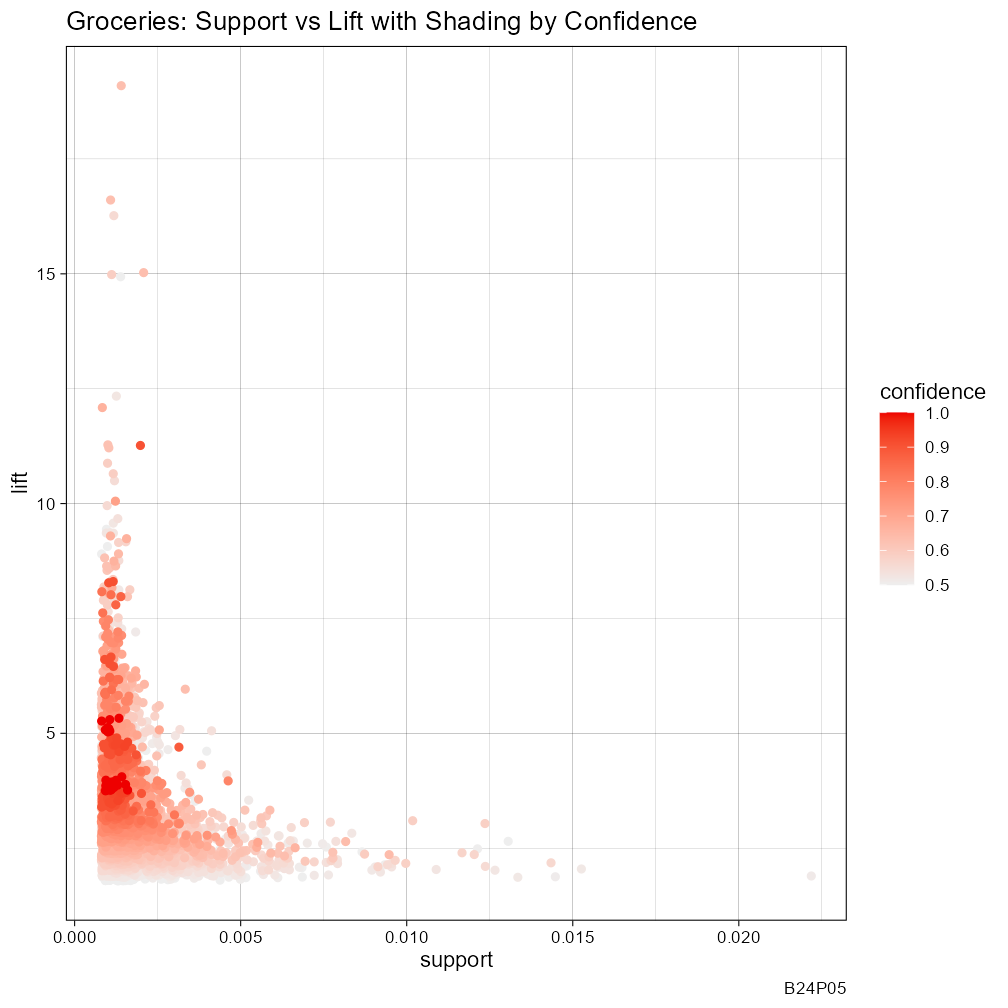 Groceries: Support vs Lift with Shading by Confidence
15
10
5
lift
0.000 0.005 0.010 0.015 0.020
support
confidence
1.0
0.9
0.8
0.7
0.6
0.5
B24P05